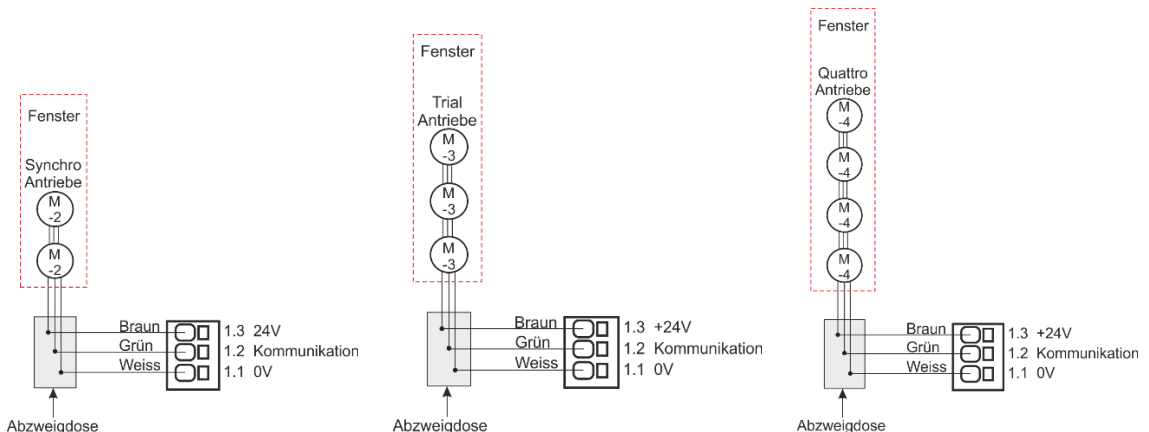 Fenster
Synchro
Antriebe
M
-2
M
-2
Braun
1.3 24V
Grün
1.2 Kommunikation
Weiss
1.1 0V
Abzweigdose
Fenster
Trial
Antriebe
M
-3
M
-3
M
-3
Braun
1.3 +24V
Grün
1.2 Kommunikation
Weiss
1.1 0V
Abzweigdose
Fenster
Quattro
Antriebe
M
-4
M
-4
M
-4
M
-4
Braun
1.3 +24V
Grün
1.2 Kommunikation
Weiss
1.1 0V
Abzweigdose